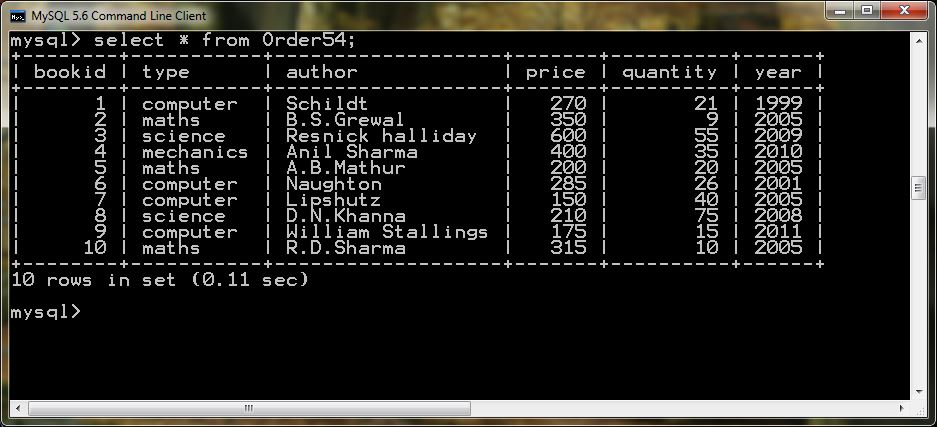 MySQL 5.6 Command Line Client
mysql> select * from Order54;
+--------+-----------+-------------------+-------+----------+------+
| bookid | type      | author            | price | quantity | year |
+--------+-----------+-------------------+-------+----------+------+
|      1 | computer  | Schildt           |   270 |       21 | 1999 |
|      2 | maths     | B.S.Grewal        |   350 |        9 | 2005 |
|      3 | science   | Resnick halliday  |   600 |       55 | 2009 |
|      4 | mechanics | Anil Sharma       |   400 |       35 | 2010 |
|      5 | maths     | A.B.Mathur        |   200 |       20 | 2005 |
|      6 | computer  | Naughton          |   285 |       26 | 2001 |
|      7 | computer  | Lipshutz          |   150 |       40 | 2005 |
|      8 | science   | D.N.Khanna        |   210 |       75 | 2008 |
|      9 | computer  | William Stallings |   175 |       15 | 2011 |
|     10 | maths     | R.D.Sharma        |   315 |       10 | 2005 |
+--------+-----------+-------------------+-------+----------+------+
10 rows in set (0.11 sec)
mysql>